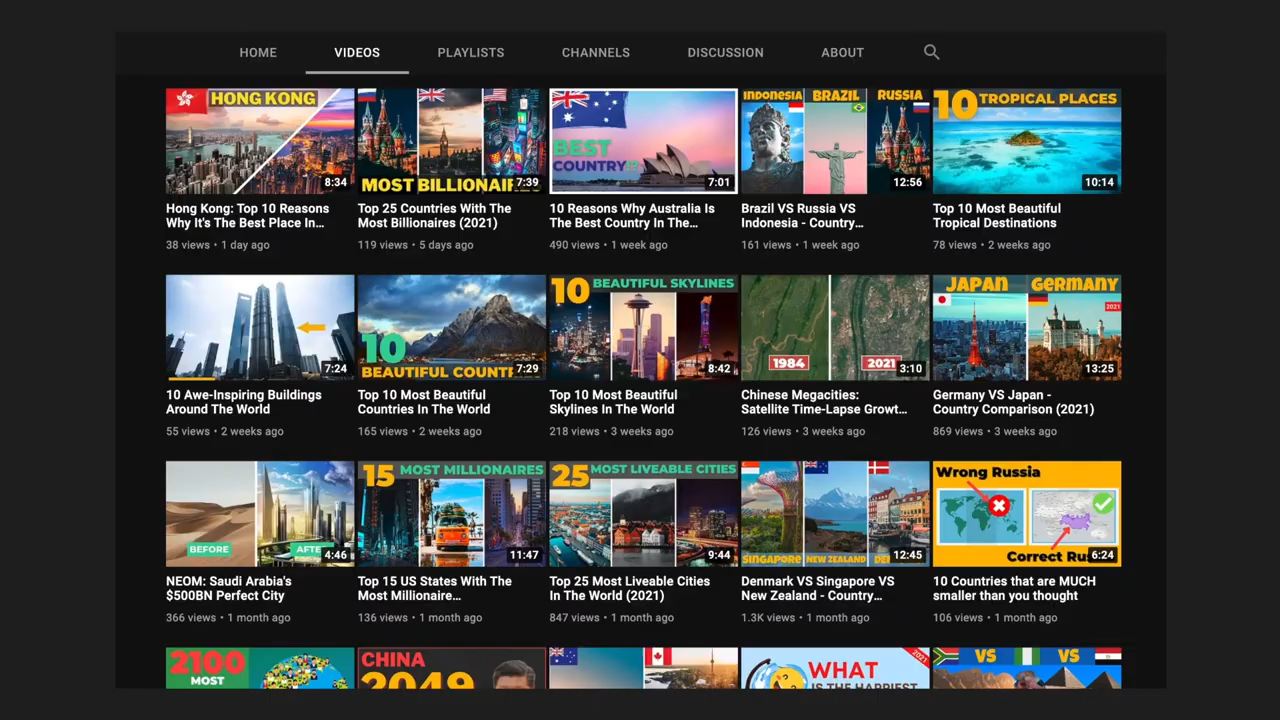 HOME VIDEOS PLAYLISTS CHANNELS DISCUSSION ABOUT
HONG KONG
8:34
MOST BILLIONAIR
7:39
BEST
COUNTRY
7:01
INDONESIA BRAZIL RUSSIA
12:56
10 TROPICAL PLACES
10:14
Hong Kong: Top 10 Reasons
Why It's The Best Place In…
38 views • 1 day ago
Top 25 Countries With The
Most Billionaires (2021)
119 views • 5 days ago
10 Reasons Why Australia Is
The Best Country In The…
490 views • 1 week ago
Brazil VS Russia VS
Indonesia - Country…
161 views • 1 week ago
Top 10 Most Beautiful
Tropical Destinations
78 views • 2 weeks ago
7:24
10
BEAUTIFUL COUNT
7:29
10 BEAUTIFUL SKYLINES
8:42
1984 2021
3:10
JAPAN GERMANY
2021
13:25
10 Awe-Inspiring Buildings
Around The World
55 views • 2 weeks ago
Top 10 Most Beautiful
Countries In The World
165 views • 2 weeks ago
Top 10 Most Beautiful
Skylines In The World
218 views • 3 weeks ago
Chinese Megacities:
Satellite Time-Lapse Growt…
126 views • 3 weeks ago
Germany VS Japan -
Country Comparison (2021)
869 views • 3 weeks ago
BEFORE AFTE
4:46
15 MOST MILLIONAIRES
11:47
25 MOST LIVEABLE CITIES
9:44
SINGAPORE NEW ZEALAND DE
12:45
Wrong Russia
Correct Rus
6:24
NEOM: Saudi Arabia's
$500BN Perfect City
366 views • 1 month ago
Top 15 US States With The
Most Millionaire…
136 views • 1 month ago
Top 25 Most Liveable Cities
In The World (2021)
847 views • 1 month ago
Denmark VS Singapore VS
New Zealand - Country…
1.3K views • 1 month ago
10 Countries that are MUCH
smaller than you thought
106 views • 1 month ago
2100
MOST
CHINA
2049
WHAT
IS THE HAPPIEST
2021
VS VS